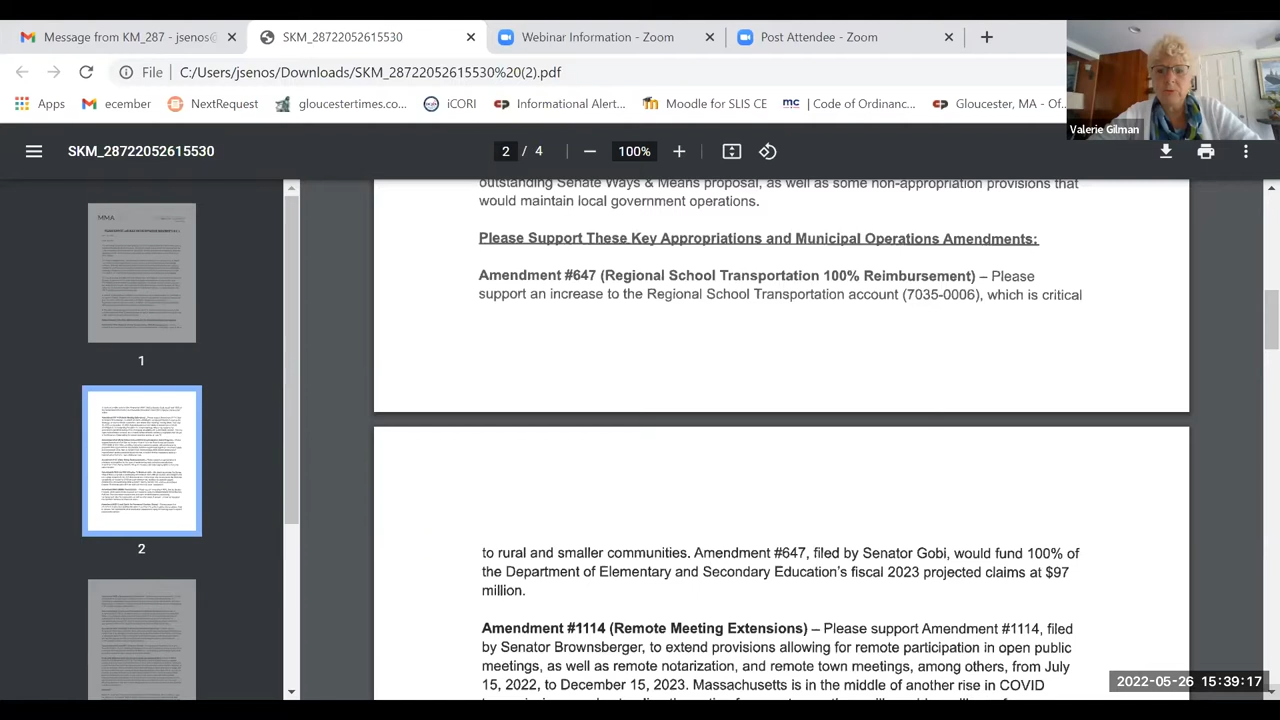 Message from KM_287 - jsenos@
SKM_28722052615530
Webinar Information - Zoom
Post Attendee - Zoom
File
C:/Users/jsenos/Downloads/SKM_28722052615530%20(2).pdf
Apps
ecember
NextRequest
gloucestertimes.co...
iCORI
Informational Alert...
Moodle for SLIS CE
mc
| Code of Ordinanc...
Gloucester, MA - Of...
Valerie Gilman
SKM_28722052615530
2 / 4
100%
outstanding Senate Ways & Means proposal, as well as some non-appropriation provisions that
would maintain local government operations.
Please Support These Key Appropriations and Municipal Operations Amendments:
Amendment #647 (Regional School Transportation 100% Reimbursement) – Please
support an increase to the Regional School Transportation account (7035-0006), which is critical
MMA
1
2
to rural and smaller communities. Amendment #647, filed by Senator Gobi, would fund 100% of
the Department of Elementary and Secondary Education's fiscal 2023 projected claims at $97
million.
Amendment #1114 (Remote Meeting Extensions) – Please support Amendment #1114, filed
by Senator Brownsberger, to extend provisions allowing for remote participation in open public
meetings, as well as remote notarization, and remote town meetings, among others, from July
15, 2022, to December 15, 2023. Massachusetts is in the middle of another rise in COVID
2022-05-26 15:39:17